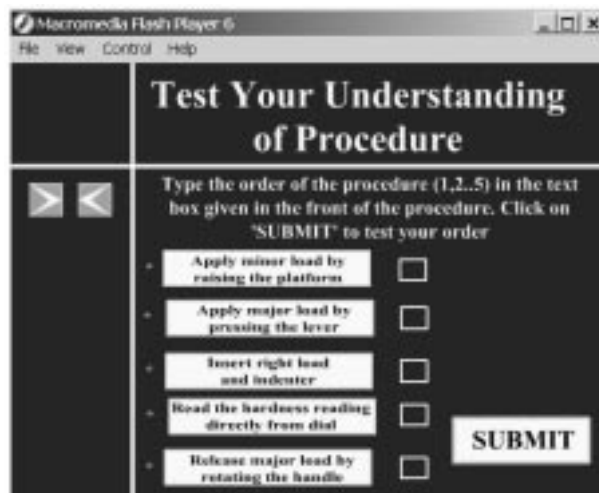 Macromedia Flash Player 6
File View Control Help
Test Your Understanding
of Procedure
Type the order of the procedure (1,2..5) in the text
box given in the front of the procedure. Click on
'SUBMIT' to test your order
Apply minor load by
raising the platform
Apply major load by
pressing the lever
Insert right load
and indenter
Read the hardness reading
directly from dial
Release major load by
rotating the handle
SUBMIT